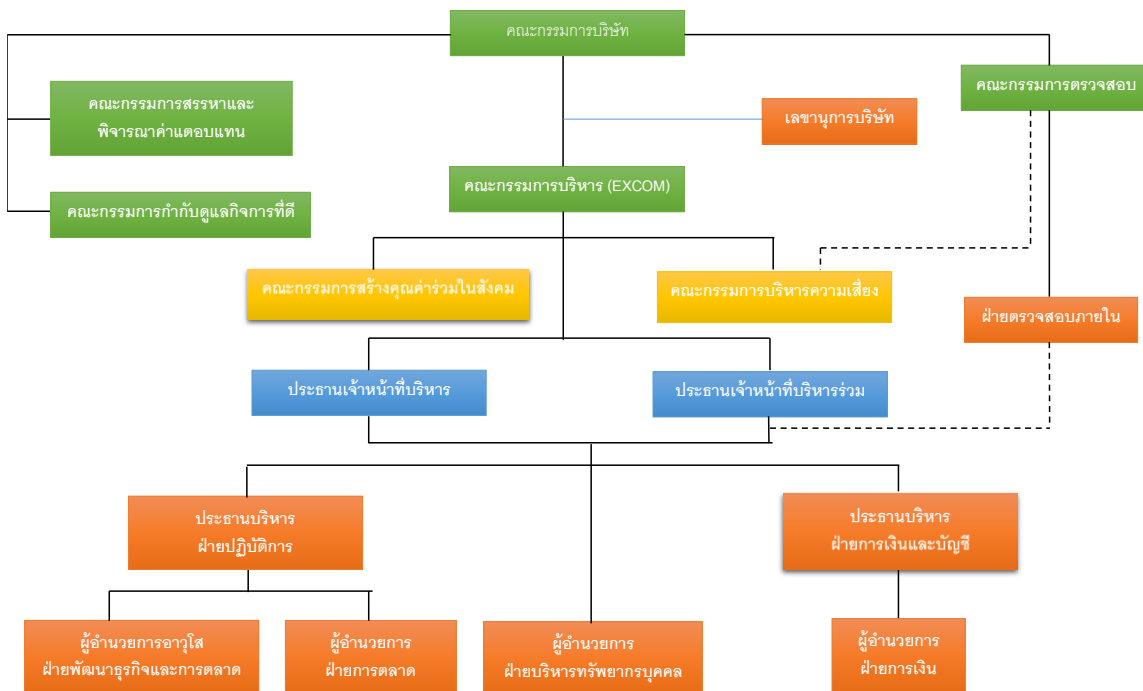 คณะกรรมการบริษัท
คณะกรรมการตรวจสอบ
คณะกรรมการสรรหาและ
พิจารณาค่าตอบแทน
เลขานุการบริษัท
คณะกรรมการบริหาร (EXCOM)
คณะกรรมการกำกับดูแลกิจการที่ดี
คณะกรรมการสร้างคุณค่าร่วมในสังคม
คณะกรรมการบริหารความเสี่ยง
ฝ่ายตรวจสอบภายใน
ประธานเจ้าหน้าที่บริหาร
ประธานเจ้าหน้าที่บริหารร่วม
ประธานบริหาร
ฝ่ายปฏิบัติการ
ประธานบริหาร
ฝ่ายการเงินและบัญชี
ผู้อำนวยการอาวุโส
ฝ่ายพัฒนาธุรกิจและการตลาด
ผู้อำนวยการ
ฝ่ายการตลาด
ผู้อำนวยการ
ฝ่ายบริหารทรัพยากรบุคคล
ผู้อำนวยการ
ฝ่ายการเงิน